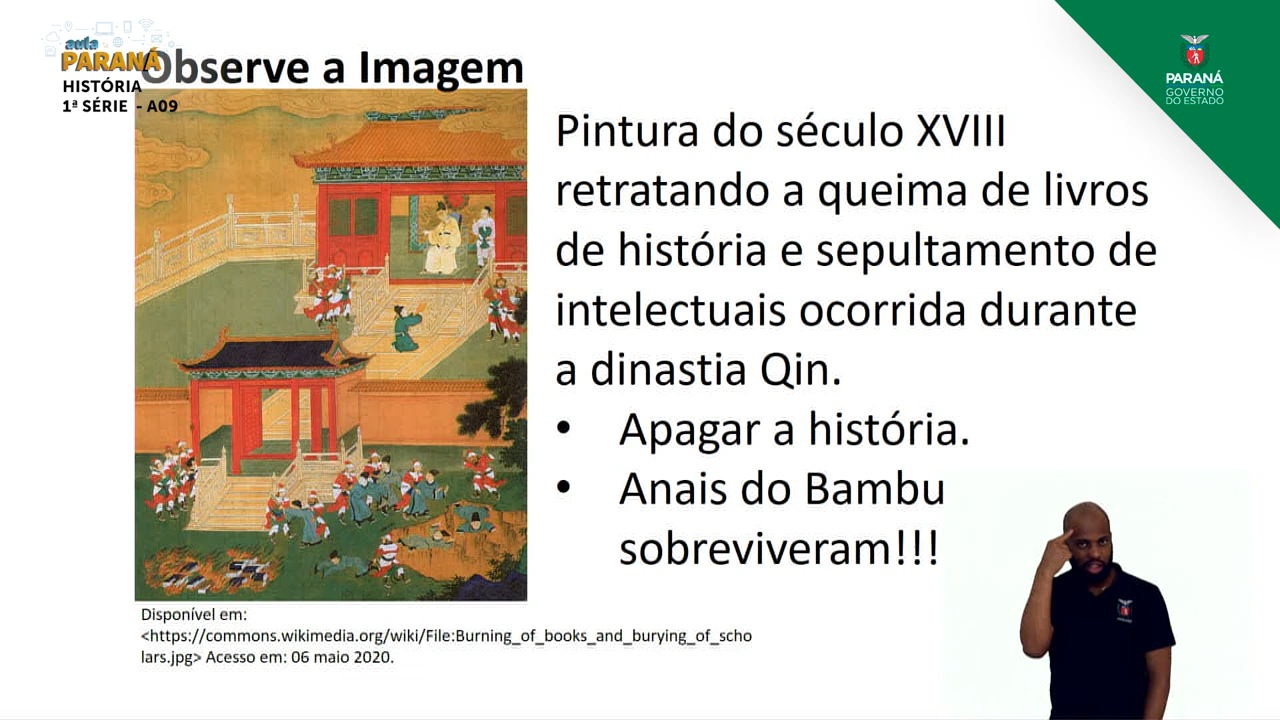 aula
PARANÁ
HISTÓRIA
1ª SÉRIE - A09
Observe a Imagem
PARANÁ
GOVERNO
DO ESTADO
Pintura do século XVIII
retratando a queima de livros
de história e sepultamento de
intelectuais ocorrida durante
a dinastia Qin.
• Apagar a história.
• Anais do Bambu
sobreviveram!!!
Disponível em:
<https://commons.wikimedia.org/wiki/File:Burning_of_books_and_burying_of_scho
lars.jpg> Acesso em: 06 maio 2020.